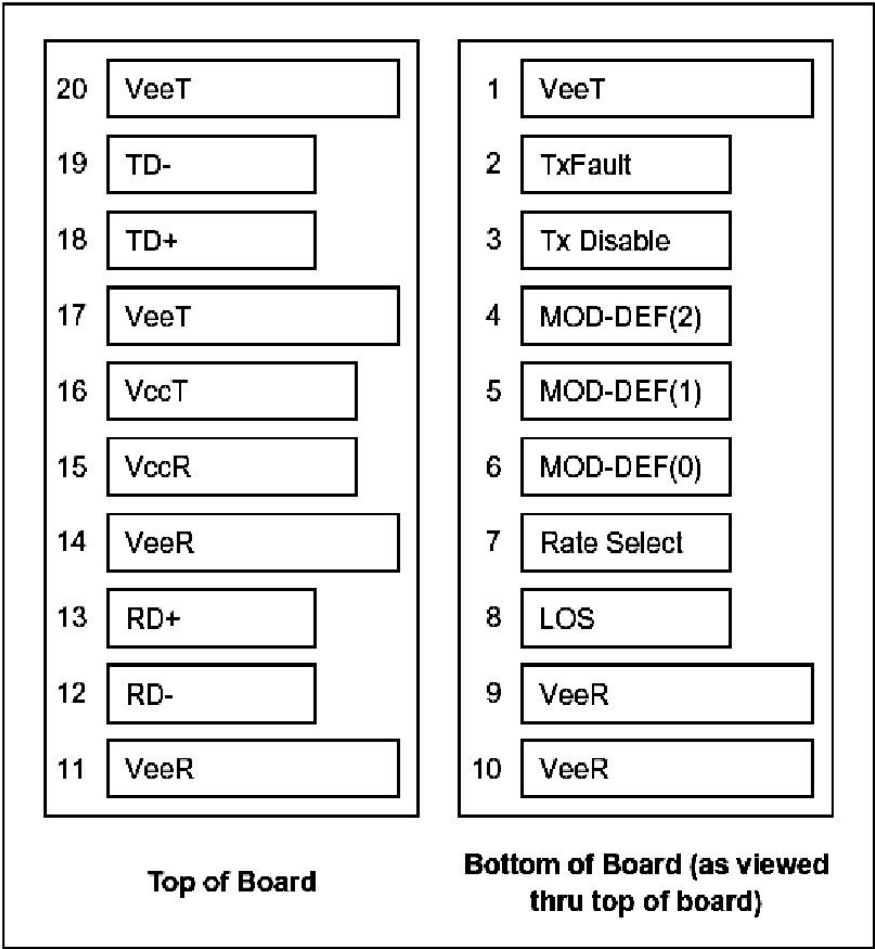 20 VeeT
19 TD-
18 TD+
17 VeeT
16 VccT
15 VccR
14 VeeR
13 RD+
12 RD-
11 VeeR
Top of Board
1 VeeT
2 TxFault
3 Tx Disable
4 MOD-DEF(2)
5 MOD-DEF(1)
6 MOD-DEF(0)
7 Rate Select
8 LOS
9 VeeR
10 VeeR
Bottom of Board (as viewed
thru top of board)